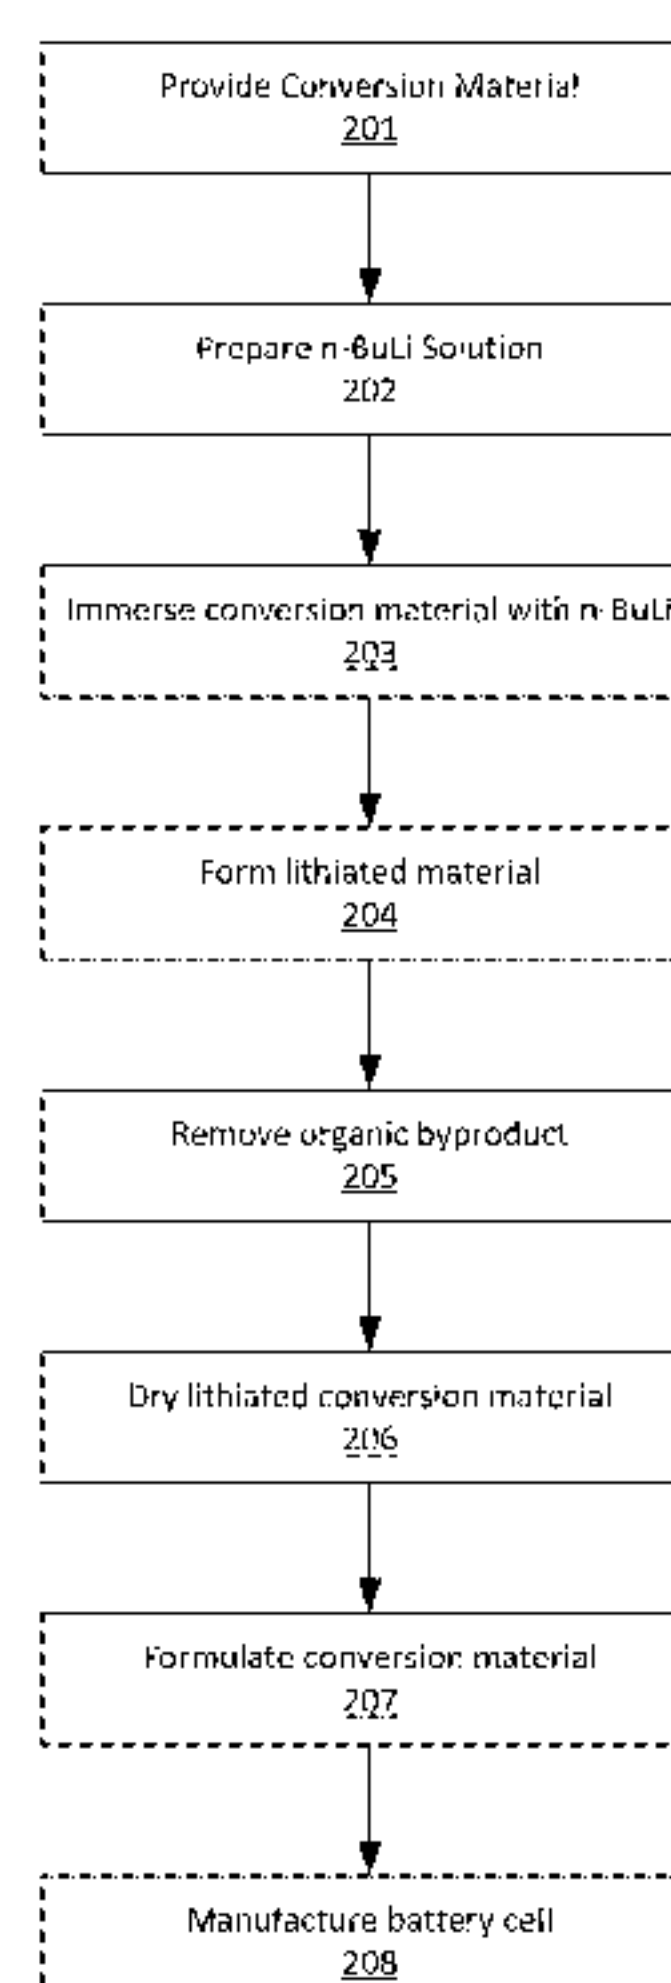 Provide Conversion Material
201
Prepare n-BuLi Solution
202
Immerse conversion material with n-BuLi
203
Form lithiated material
204
Remove organic byproduct
205
Dry lithiated conversion material
206
Formulate conversion material
207
Manufacture battery cell
208